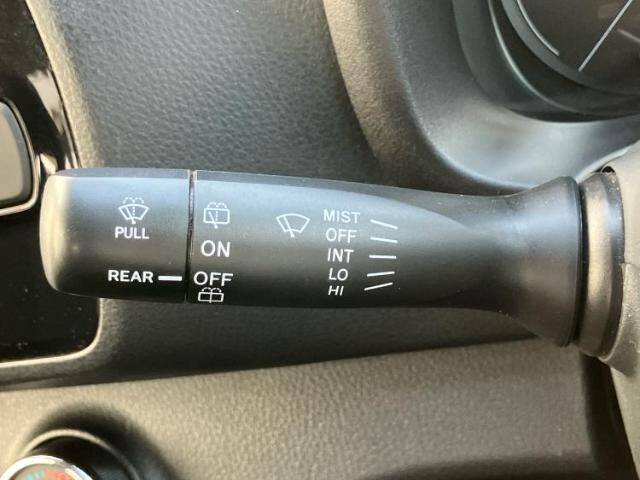 PULL
REAR
ON
OFF
MIST
OFF
INT
LO
HI